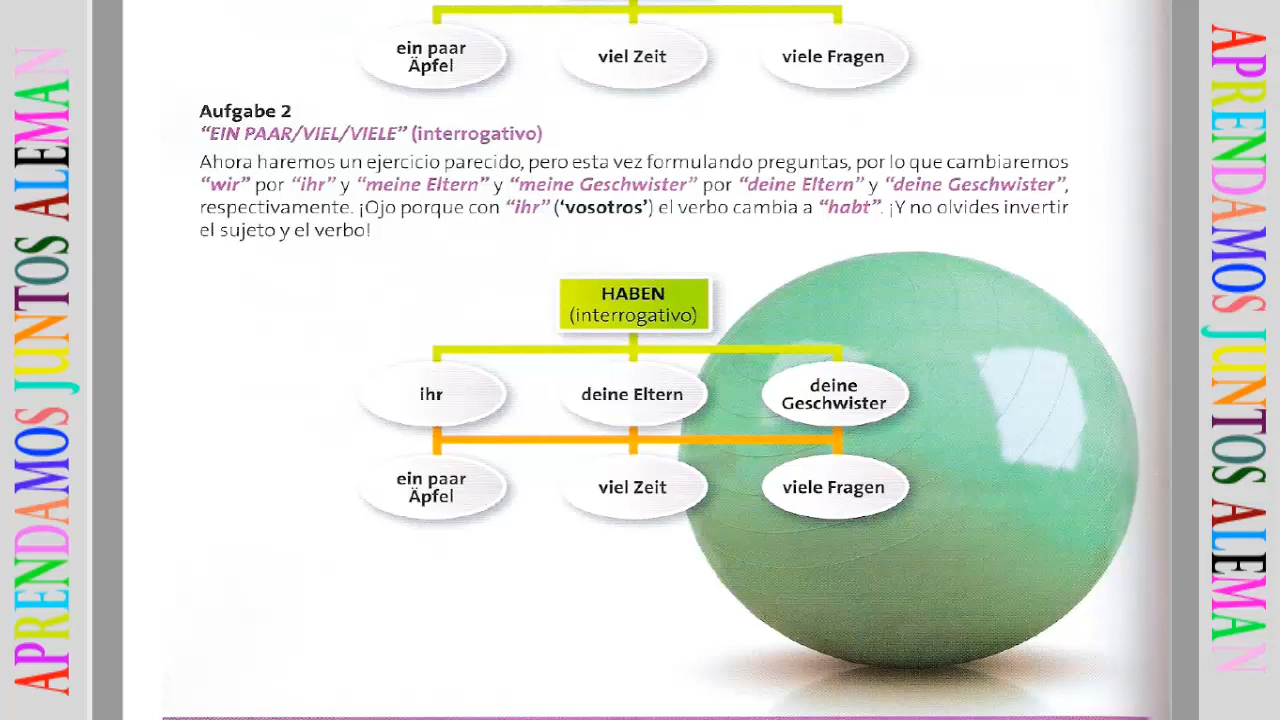 APRENDAMOS JUNTOS ALEMAN
ein paar
Äpfel
viel Zeit
viele Fragen
Aufgabe 2
“EIN PAAR/VIEL/VIELE” (interrogativo)
Ahora haremos un ejercicio parecido, pero esta vez formulando preguntas, por lo que cambiaremos
“wir” por “ihr” y “meine Eltern” y “meine Geschwister” por “deine Eltern” y “deine Geschwister”,
respectivamente. ¡Ojo porque con “ihr” (‘vosotros’) el verbo cambia a “habt”. ¡Y no olvides invertir
el sujeto y el verbo!
HABEN
(interrogativo)
ihr
deine Eltern
deine
Geschwister
ein paar
Äpfel
viel Zeit
viele Fragen
APRENDAMOS JUNTOS ALEMAN